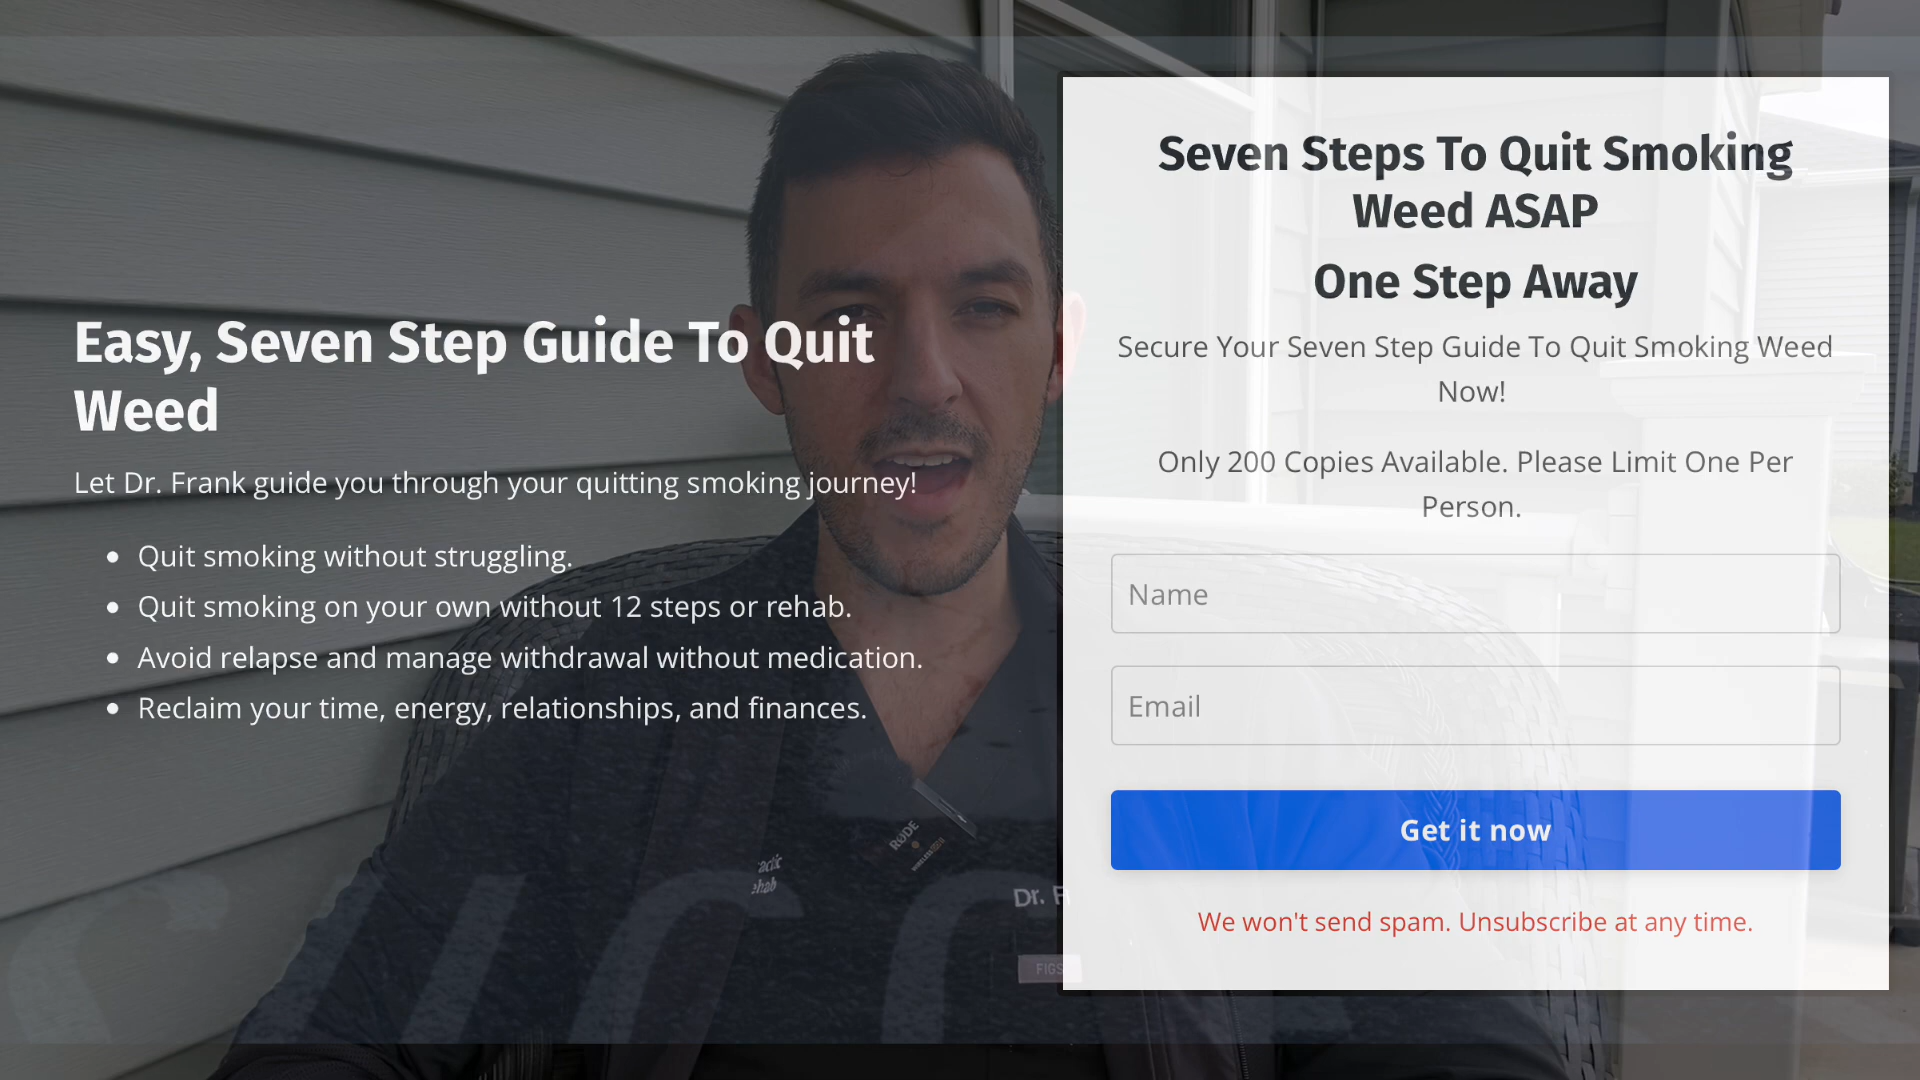 Easy, Seven Step Guide To Quit
Weed
Let Dr. Frank guide you through your quitting smoking journey!
• Quit smoking without struggling.
• Quit smoking on your own without 12 steps or rehab.
• Avoid relapse and manage withdrawal without medication.
• Reclaim your time, energy, relationships, and finances.
Seven Steps To Quit Smoking
Weed ASAP
One Step Away
Secure Your Seven Step Guide To Quit Smoking Weed
Now!
Only 200 Copies Available. Please Limit One Per
Person.
Name
Email
Get it now
We won't send spam. Unsubscribe at any time.
RØDE
Dr.
FIGS